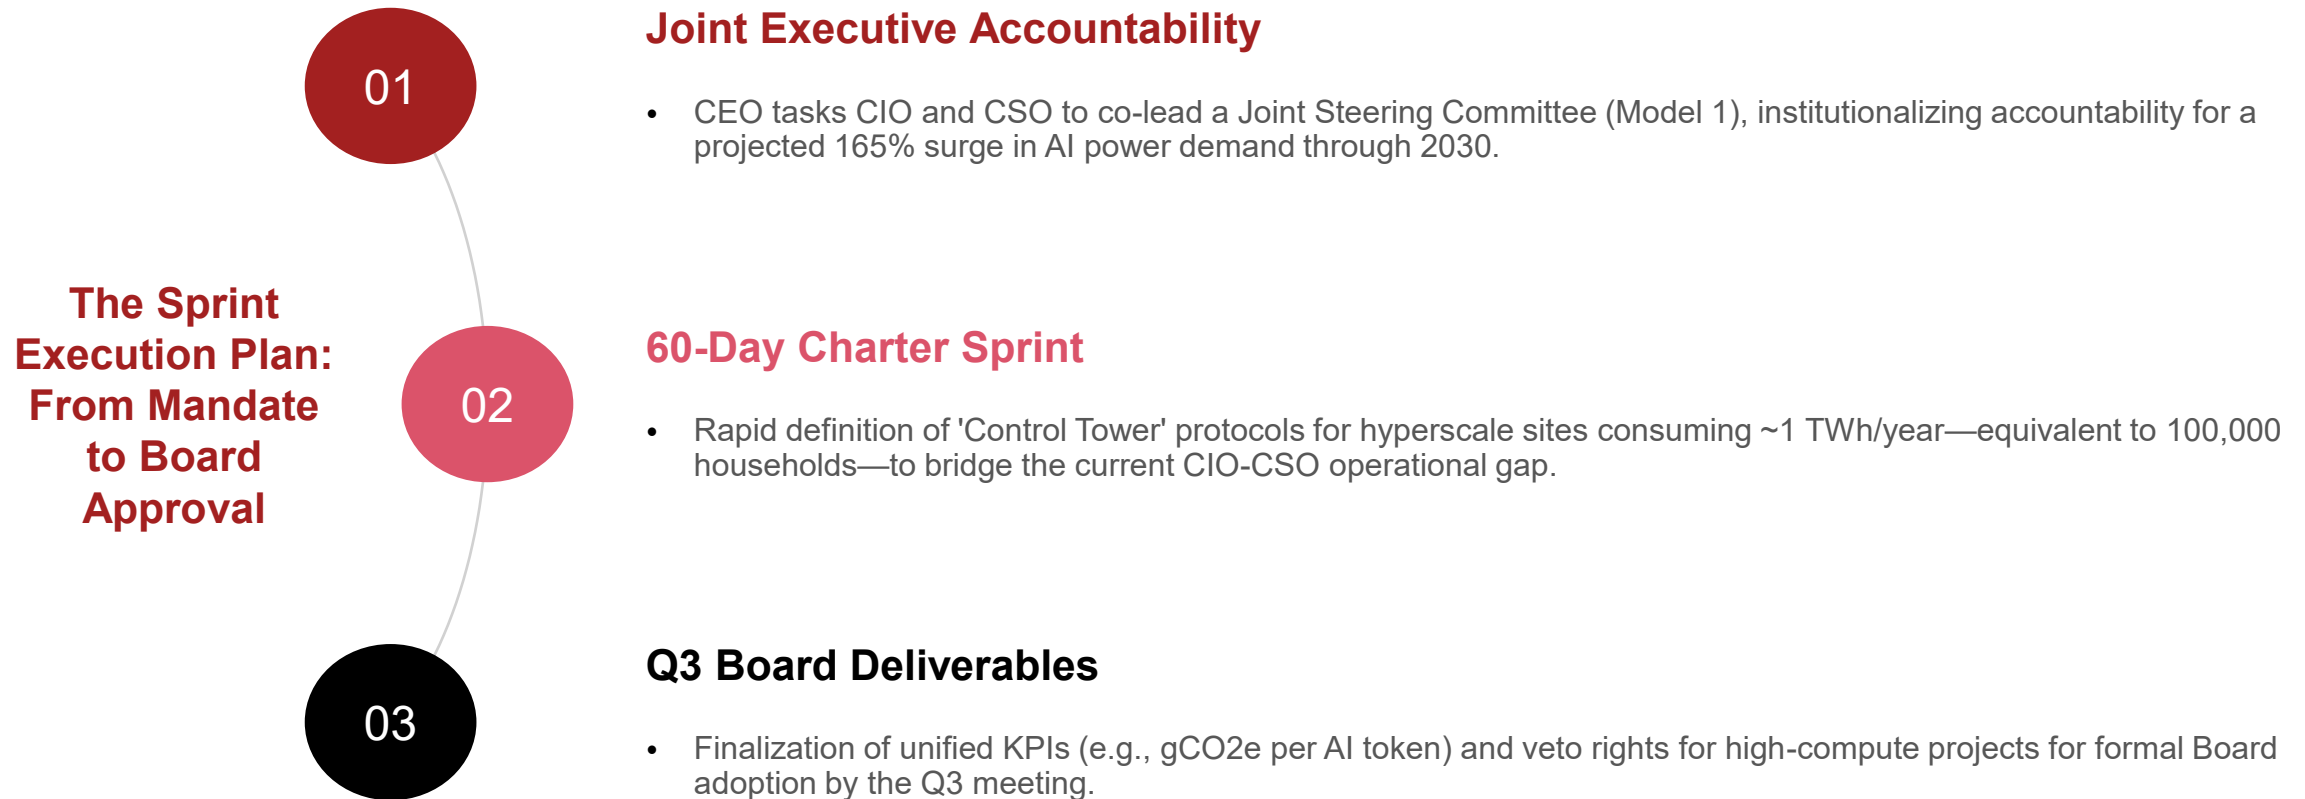 01
Joint Executive Accountability
• CEO tasks CIO and CSO to co-lead a Joint Steering Committee (Model 1), institutionalizing accountability for a
projected 165% surge in AI power demand through 2030.
The Sprint
Execution Plan:
From Mandate
to Board
Approval
02
60-Day Charter Sprint
• Rapid definition of 'Control Tower' protocols for hyperscale sites consuming ~1 TWh/year—equivalent to 100,000
households—to bridge the current CIO-CSO operational gap.
03
Q3 Board Deliverables
• Finalization of unified KPIs (e.g., gCO2e per AI token) and veto rights for high-compute projects for formal Board
adoption by the Q3 meeting.